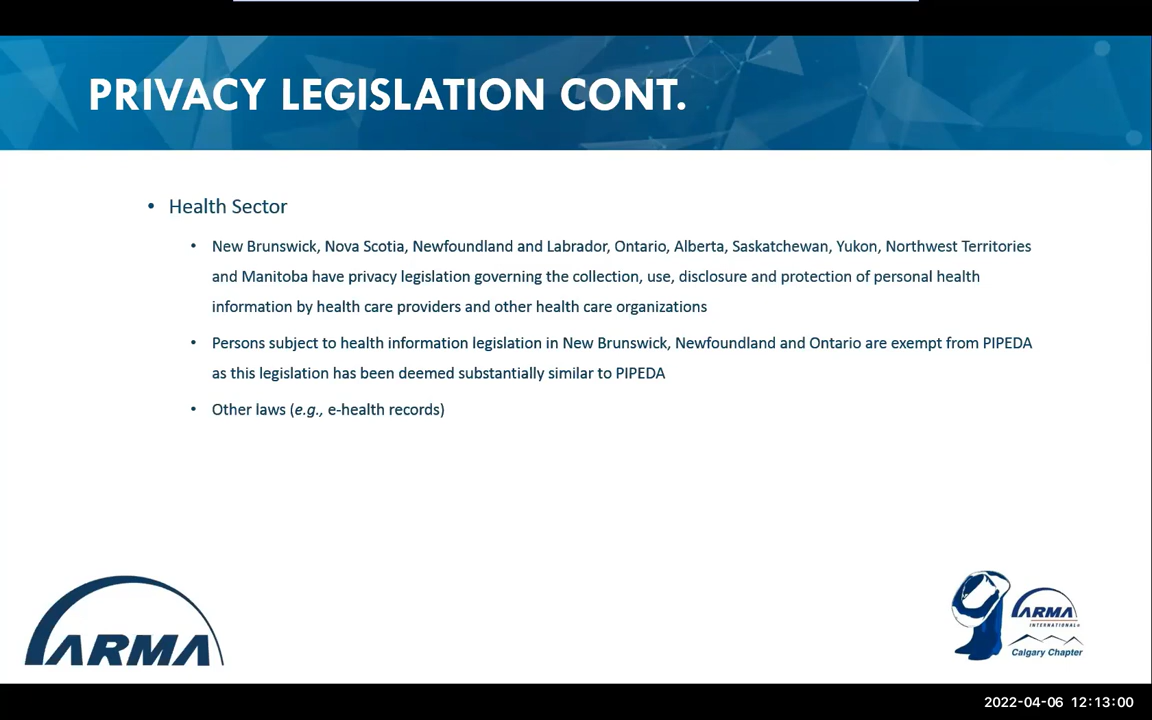 PRIVACY LEGISLATION CONT.
• Health Sector
• New Brunswick, Nova Scotia, Newfoundland and Labrador, Ontario, Alberta, Saskatchewan, Yukon, Northwest Territories
and Manitoba have privacy legislation governing the collection, use, disclosure and protection of personal health
information by health care providers and other health care organizations
• Persons subject to health information legislation in New Brunswick, Newfoundland and Ontario are exempt from PIPEDA
as this legislation has been deemed substantially similar to PIPEDA
• Other laws (e.g., e-health records)
ARMA
ARMA
INTERNATIONAL®
Calgary Chapter
2022-04-06 12:13:00